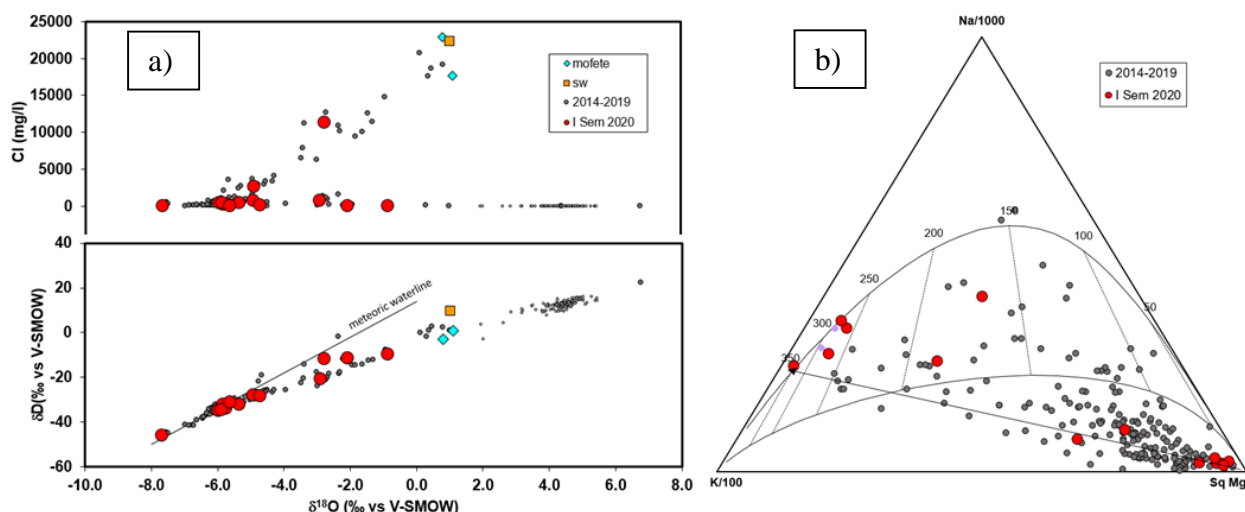 a)
25000
20000
15000
10000
5000
0
Cl (mg/l)
mofete
sw
2014-2019
I Sem 2020
40
20
0
-20
-40
-60
δD(‰ vs V-SMOW)
meteoric waterline
-10.0 -8.0 -6.0 -4.0 -2.0 0.0 2.0 4.0 6.0 8.0
δ18O (‰ vs V-SMOW)
b)
Na/1000
2014-2019
I Sem 2020
350
300
250
200
150
100
50
K/100
Sq Mg